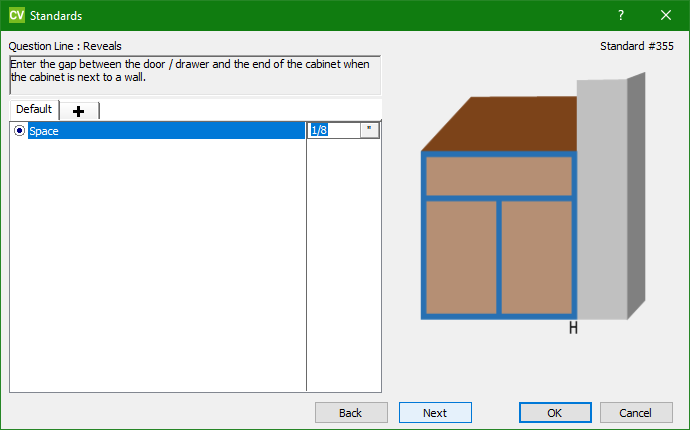 CV Standards ?
Question Line : Reveals
Standard #355
Enter the gap between the door / drawer and the end of the cabinet when
the cabinet is next to a wall.
Default
Space 1/8 "
H
Back Next OK Cancel